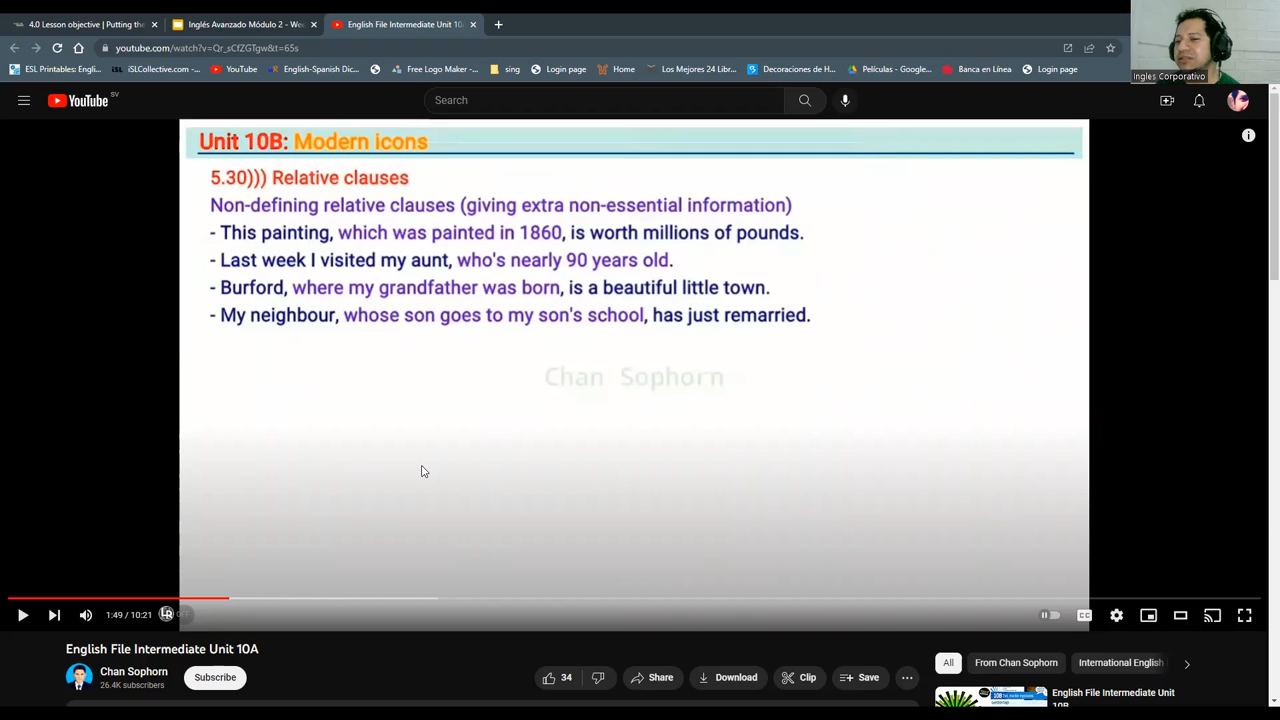 4.0 Lesson objective | Putting the
Inglés Avanzado Módulo 2 - We
English File Intermediate Unit 10A
youtube.com/watch?v=Qr_sCfZGTgw&t=65s
ESL Printables: Engli...
iSL iSLCollective.com -...
YouTube
English-Spanish Dic...
Free Logo Maker -...
sing
Login page
Home
Los Mejores 24 Libr...
Decoraciones de H...
Películas - Google...
Banca en Línea
Login page
Ingles Corporativo
YouTube SV
Search
Unit 10B: Modern icons
5.30))) Relative clauses
Non-defining relative clauses (giving extra non-essential information)
- This painting, which was painted in 1860, is worth millions of pounds.
- Last week I visited my aunt, who's nearly 90 years old.
- Burford, where my grandfather was born, is a beautiful little town.
- My neighbour, whose son goes to my son's school, has just remarried.
Chan Sophorn
1:49 / 10:21
LR OFF
CC
English File Intermediate Unit 10A
Chan Sophorn
26.4K subscribers
Subscribe
34
Share
Download
Clip
Save
All
From Chan Sophorn
International English
English File Intermediate Unit
10B